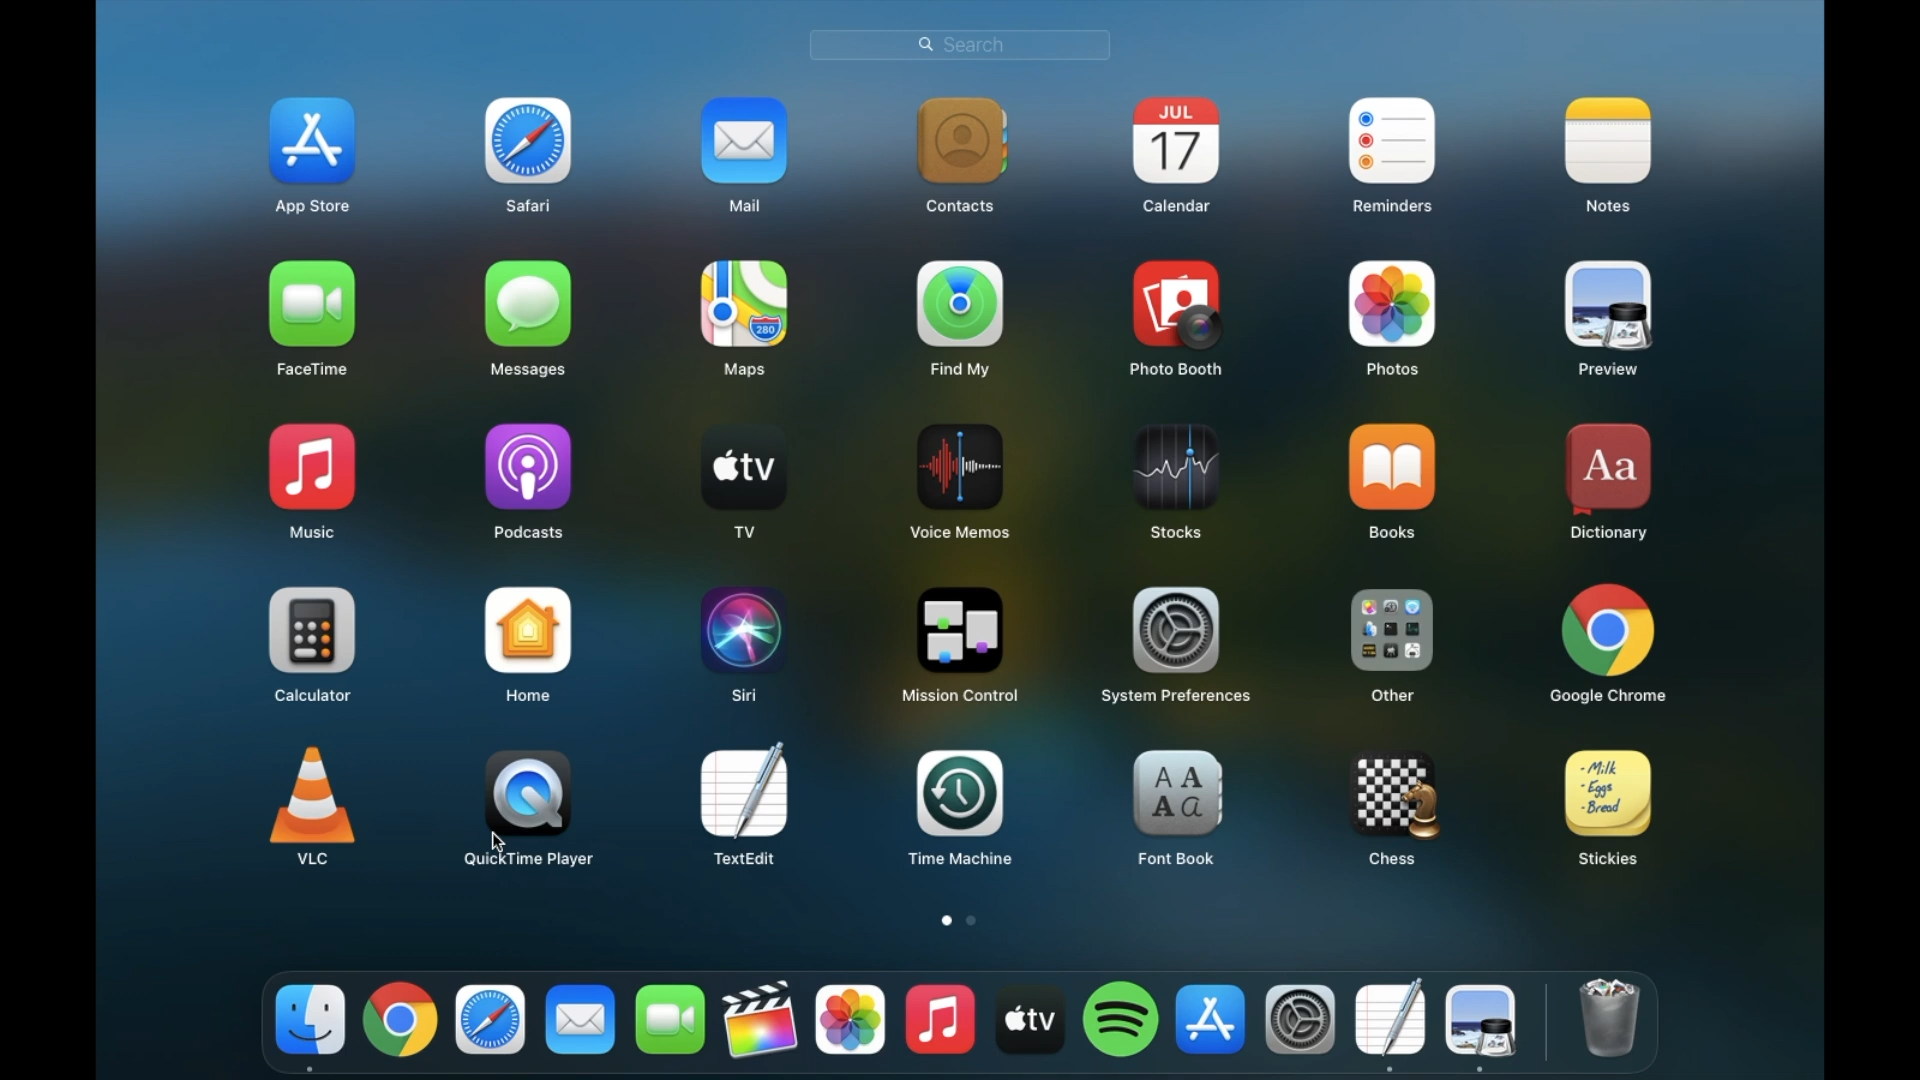 Search
JUL
17
App Store
Safari
Mail
Contacts
Calendar
Reminders
Notes
280
FaceTime
Messages
Maps
Find My
Photo Booth
Photos
Preview
tv
Aa
Music
Podcasts
TV
Voice Memos
Stocks
Books
Dictionary
Calculator
Home
Siri
Mission Control
System Preferences
Other
Google Chrome
A A
A a
- Milk
- Eggs
- Bread
VLC
QuickTime Player
TextEdit
Time Machine
Font Book
Chess
Stickies
tv